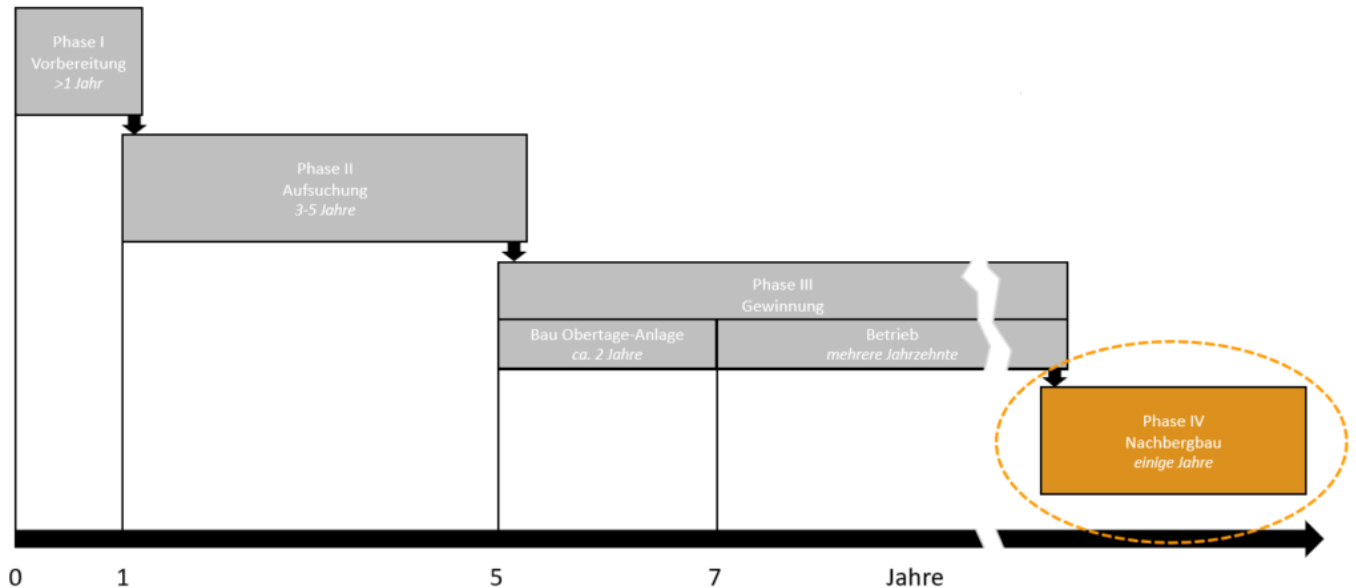 Phase I
Vorbereitung
>1 Jahr
Phase II
Aufsuchung
3-5 Jahre
Phase III
Gewinnung
Bau Obertage-Anlage
ca. 2 Jahre
Betrieb
mehrere Jahrzehnte
Phase IV
Nachbergbau
einige Jahre
0 1 5 7 Jahre